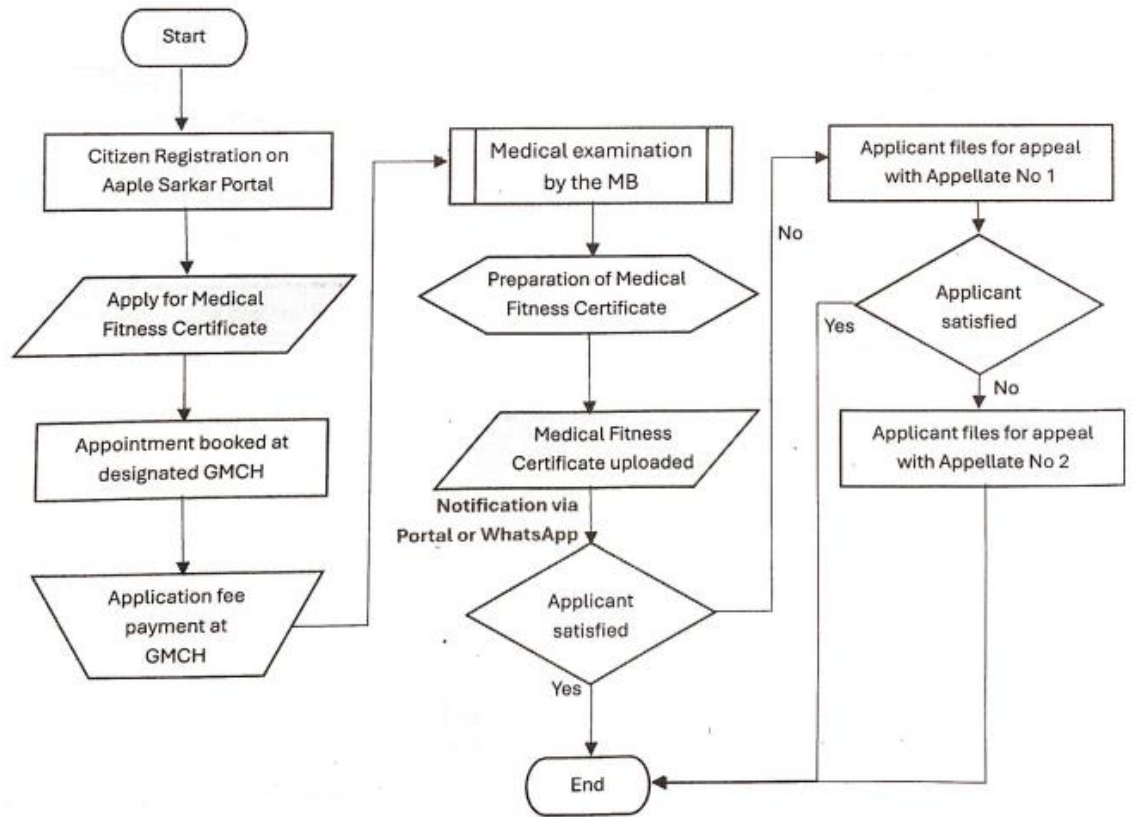 Start
Citizen Registration on
Aaple Sarkar Portal
Apply for Medical
Fitness Certificate
Appointment booked at
designated GMCH
Application fee
payment at
GMCH
Medical examination
by the MB
Preparation of Medical
Fitness Certificate
Medical Fitness
Certificate uploaded
Notification via
Portal or WhatsApp
Applicant
satisfied
Yes
End
No
Applicant files for appeal
with Appellate No 1
Applicant
satisfied
Yes
No
Applicant files for appeal
with Appellate No 2